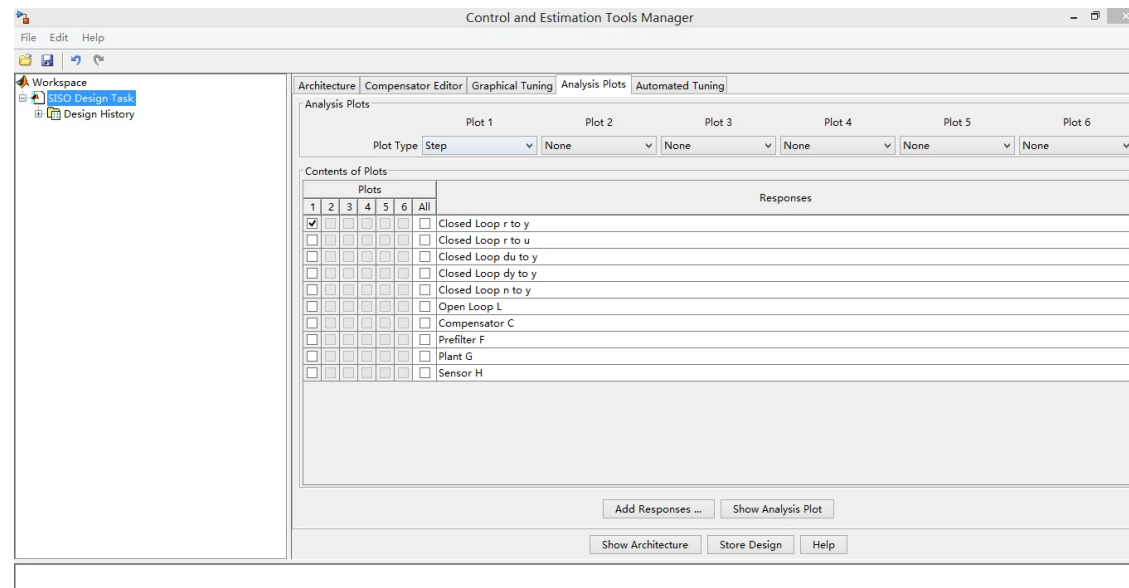 Control and Estimation Tools Manager
File Edit Help
Workspace
SISO Design Task
Design History
Architecture Compensator Editor Graphical Tuning Analysis Plots Automated Tuning
Analysis Plots
Plot 1 Plot 2 Plot 3 Plot 4 Plot 5 Plot 6
Plot Type Step None None None None None
Contents of Plots
Plots
Responses
1 2 3 4 5 6 All
Closed Loop r to y
Closed Loop r to u
Closed Loop du to y
Closed Loop dy to y
Closed Loop n to y
Open Loop L
Compensator C
Prefilter F
Plant G
Sensor H
Add Responses ... Show Analysis Plot
Show Architecture Store Design Help